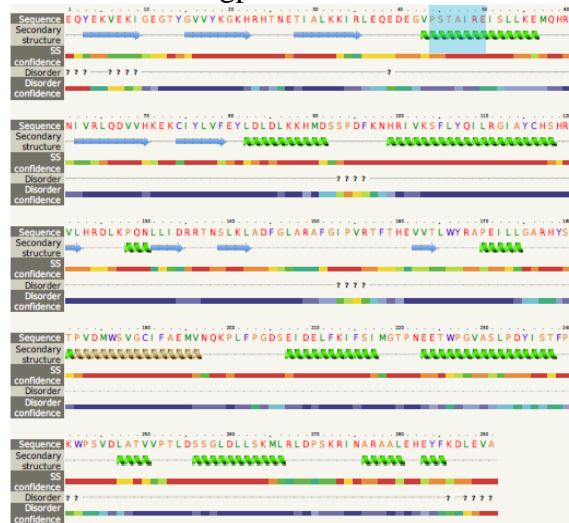 Sequence EQYEKVEKIGEGTYGVVYKGKHRHTNETIALKKIRLEQEDEGVPSTAIREISLLKEMQHR
Secondary
structure
SS
confidence
Disorder ? ? ? ? ? ? ? ?
Disorder
confidence
Sequence NIVRLQDVVHKEKCIYLVFEYLDLDLKKHMDSSPDFKNHRIVKSFLYQILRGIAYCHSHR
Secondary
structure
SS
confidence
Disorder ? ? ? ?
Disorder
confidence
Sequence VLHRDLKPQNLLIDRRTNSLKLADFGLARAFGIPVRTFTHEVVTLWYRAPEILLGARHYS
Secondary
structure
SS
confidence
Disorder ? ? ? ?
Disorder
confidence
Sequence TPVDMWSVGCIFAEMVNQKPLFPGDSEIDELFKIFSIMGTPNEETWPGVASLPDYISTFP
Secondary
structure
SS
confidence
Disorder
Disorder
confidence
Sequence KWPSVDLATVVPTLDSSGLDLLSKMLRLDPSKRINARAALEHEYFKDLEVA
Secondary
structure
SS
confidence
Disorder ? ? ? ? ? ? ?
Disorder
confidence